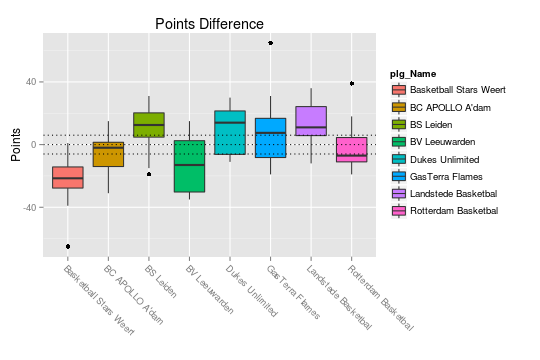 Points Difference
Points
40
0
-40
Basketball Stars Weert
BC APOLLO A'dam
BS Leiden
BV Leeuwarden
Dukes Unlimited
GasTerra Flames
Landstede Basketbal
Rotterdam Basketbal
plg_Name
Basketball Stars Weert
BC APOLLO A'dam
BS Leiden
BV Leeuwarden
Dukes Unlimited
GasTerra Flames
Landstede Basketbal
Rotterdam Basketbal